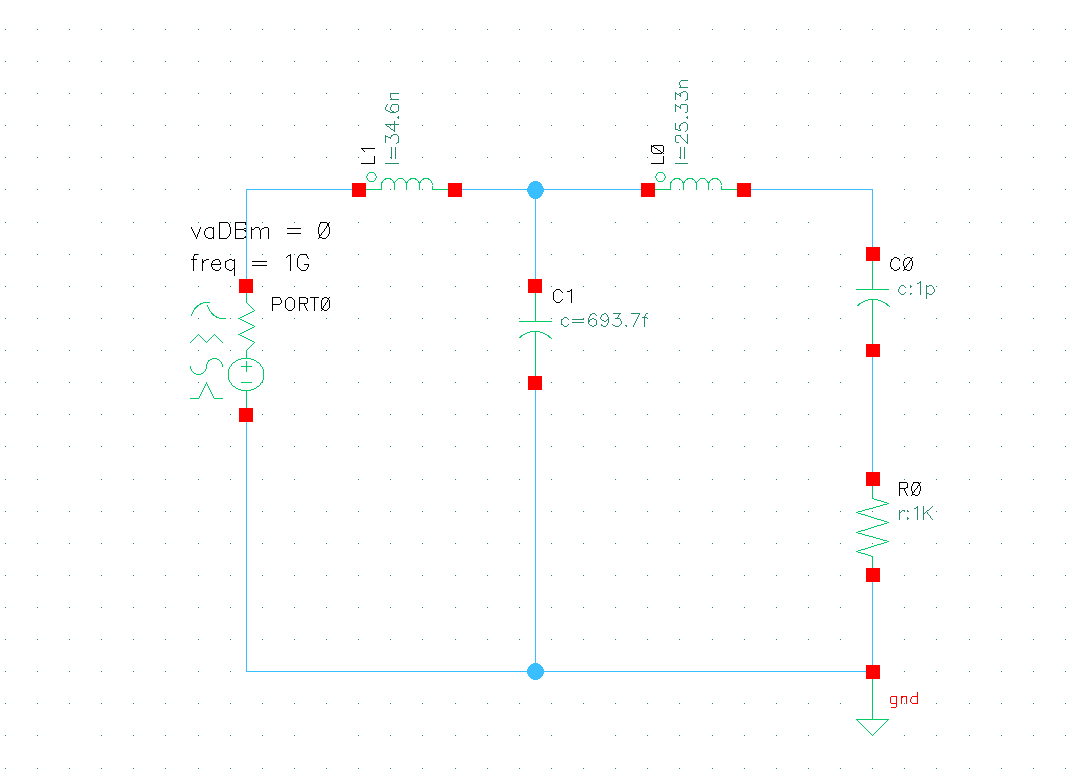 L1
l=34.6n
L0
l=25.33n
vaDBm = 0
freq = 1G
PORT0
C1
c=693.7f
C0
c:1p
R0
r:1K
gnd